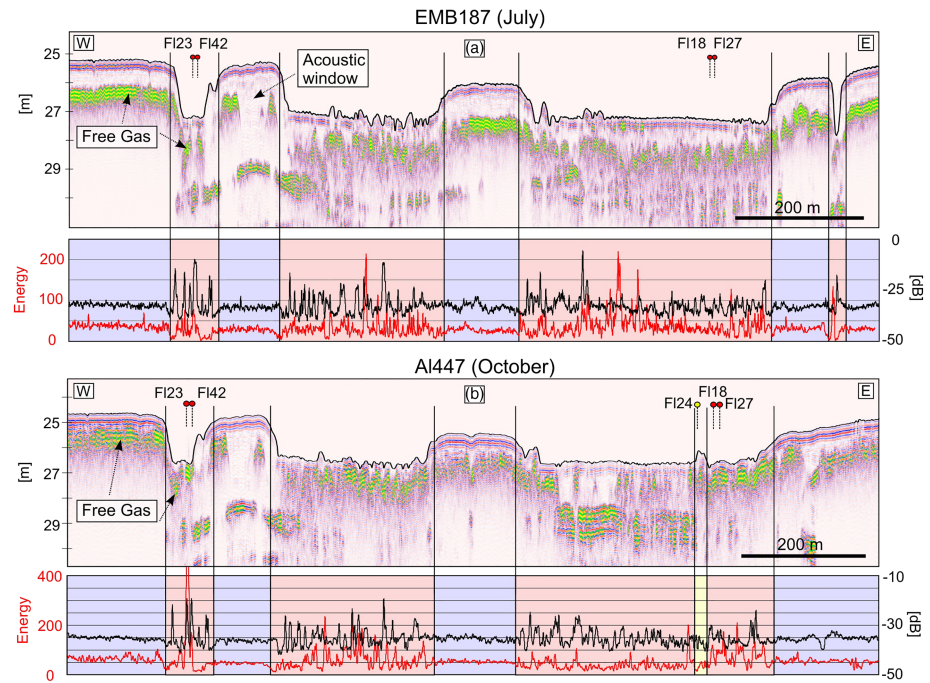 EMB187 (July)
W
Fl23
Fl42
(a)
Fl18
Fl27
E
25
27
29
[m]
Acoustic
window
Free Gas
200 m
200
100
0
Energy
0
-25
-50
[dB]
Al447 (October)
W
Fl23
Fl42
(b)
Fl24
Fl18
Fl27
E
25
27
29
[m]
Free Gas
200 m
400
200
0
Energy
-10
-30
-50
[dB]